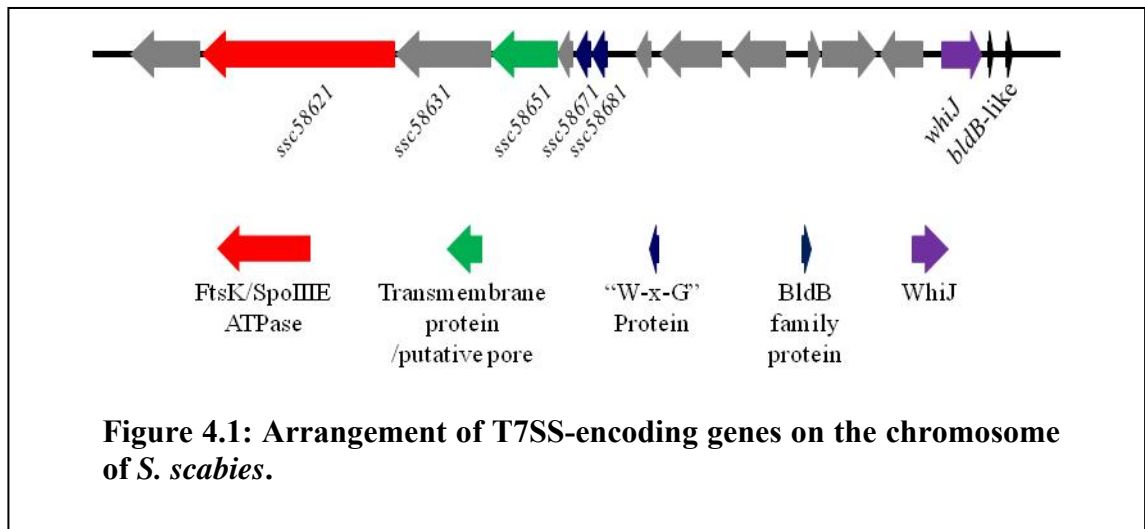 ssc58621
ssc58631
ssc58651
ssc58671
ssc58681
whiJ
bldB-like
FtsK/SpoIIIE
ATPase
Transmembrane
protein
/putative pore
“W-x-G”
Protein
BldB
family
protein
WhiJ
Figure 4.1: Arrangement of T7SS-encoding genes on the chromosome
of S. scabies.